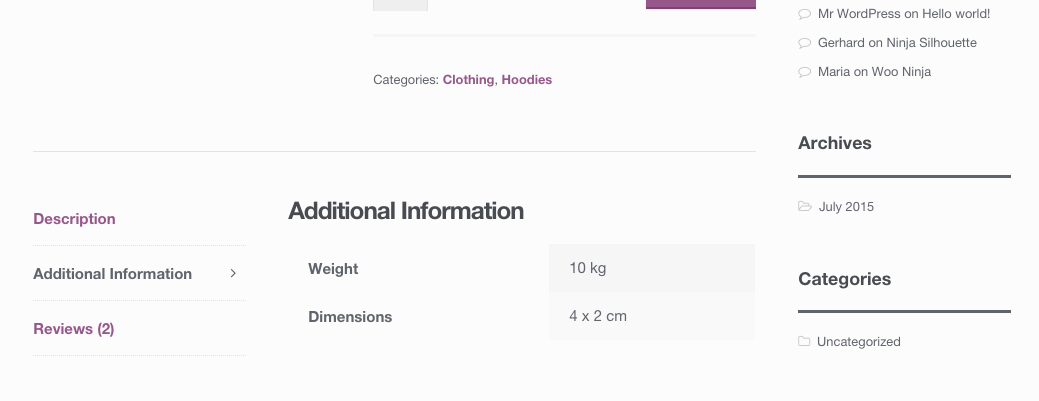 Categories: Clothing, Hoodies
Description
Additional Information
Reviews (2)
Additional Information
Weight 10 kg
Dimensions 4 x 2 cm
Mr WordPress on Hello world!
Gerhard on Ninja Silhouette
Maria on Woo Ninja
Archives
July 2015
Categories
Uncategorized